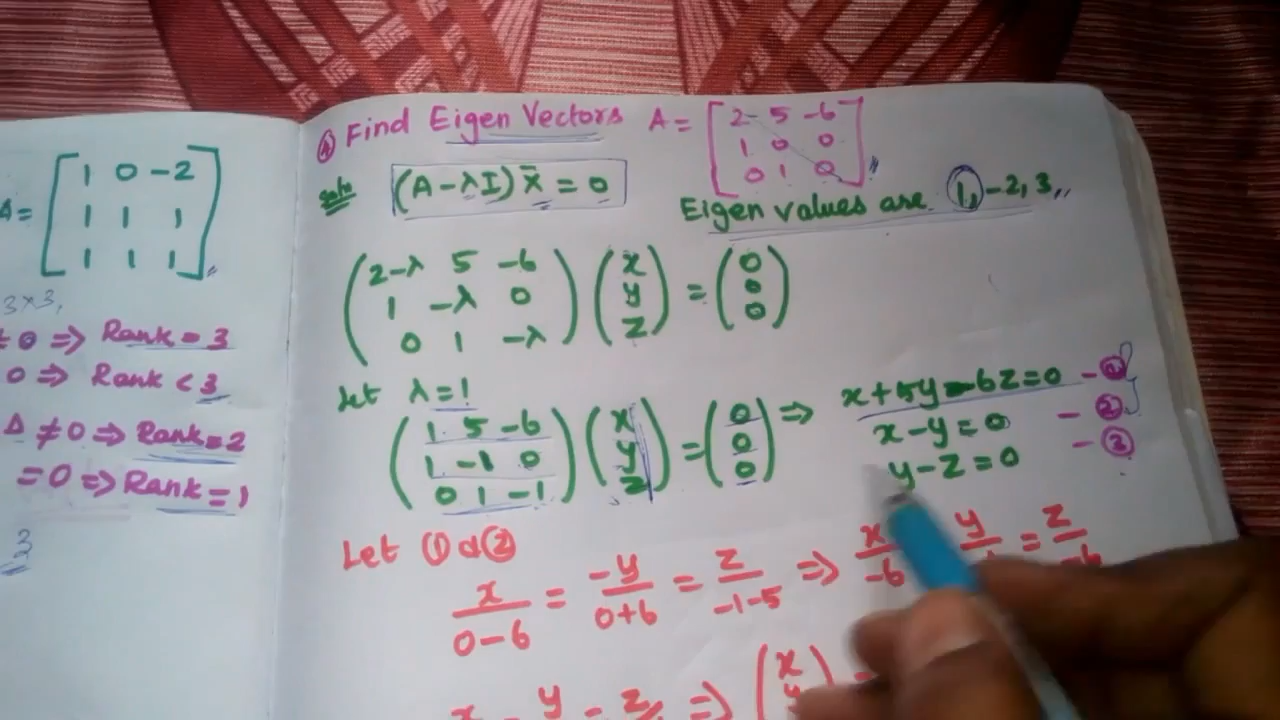 A = [ 1 0 -2
1 1 1
1 1 1 ]
3×3,
≠ 0 ⇒ Rank = 3
0 ⇒ Rank < 3
Δ ≠ 0 ⇒ Rank = 2
= 0 ⇒ Rank = 1
④ Find Eigen Vectors A = [ 2 5 -6
1 0 0
0 1 0 ]
Soln (A - λI) x̄ = 0
Eigen values are 1, -2, 3,,
( 2-λ 5 -6 ) ( x ) = ( 0 )
( 1 -λ 0 ) ( y ) ( 0 )
( 0 1 -λ ) ( z ) ( 0 )
let λ = 1
( 1 5 -6 ) ( x ) = ( 0 ) ⇒ x + 5y - 6z = 0 - ①
( 1 -1 0 ) ( y ) ( 0 ) x - y = 0 - ②
( 0 1 -1 ) ( z ) ( 0 ) y - z = 0 - ③
Let ① & ②
x/(0-6) = -y/(0+6) = z/(-1-5) ⇒ x/-6 = y/ = z/-6
x = y = z ⇒ ( x
y